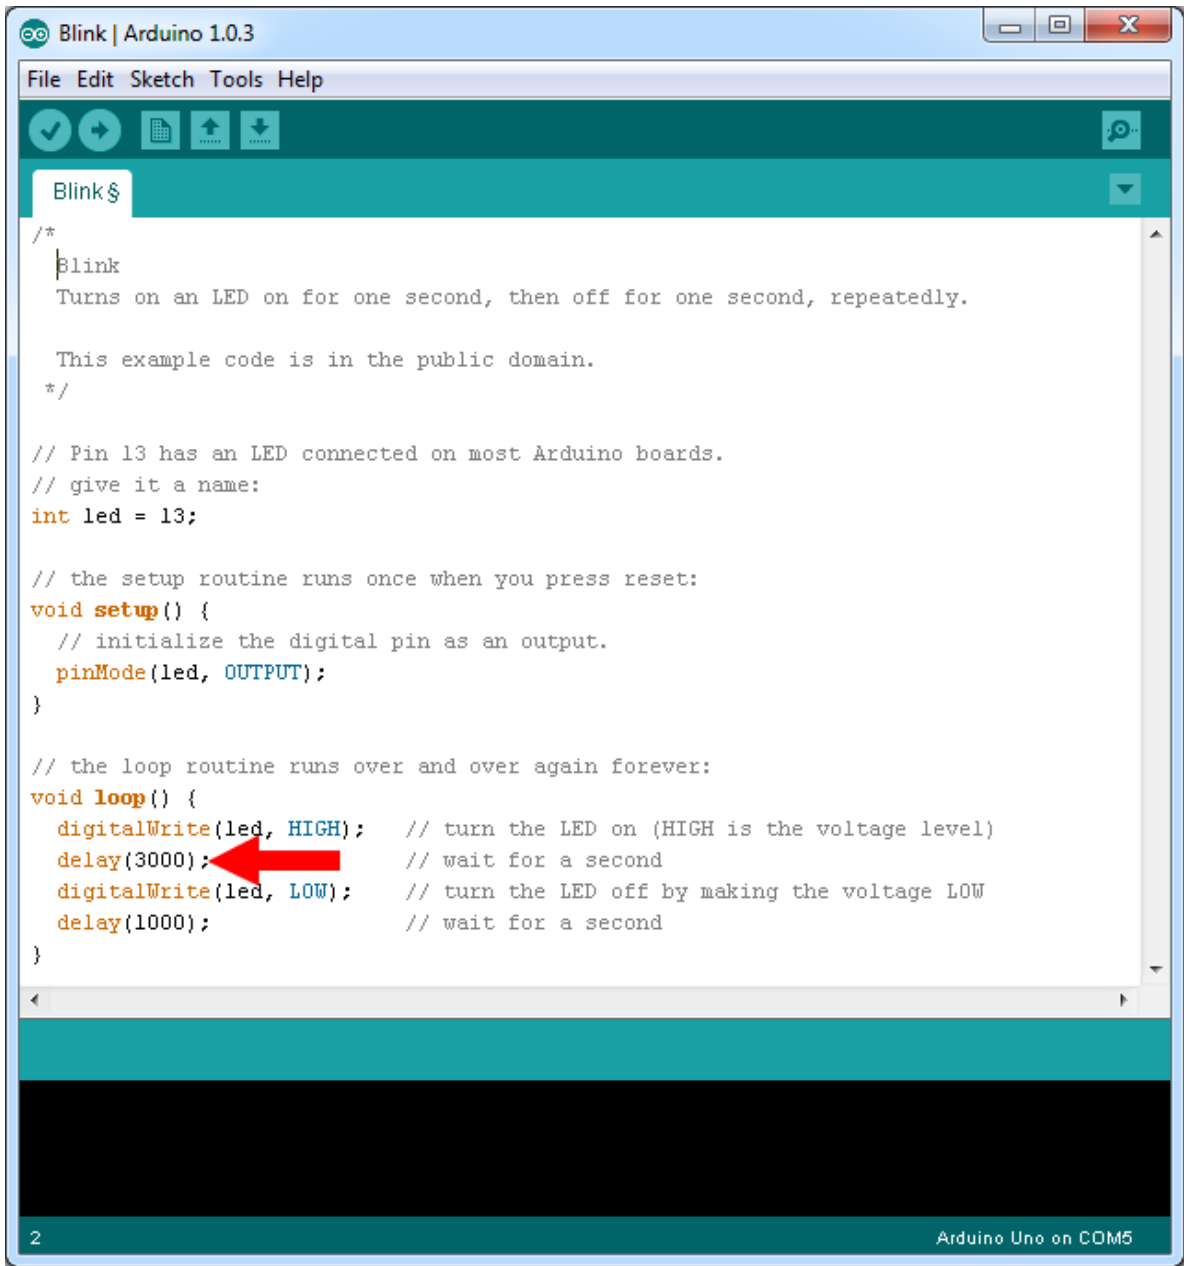 Blink | Arduino 1.0.3
File Edit Sketch Tools Help
Blink §
/*
  Blink
  Turns on an LED on for one second, then off for one second, repeatedly.

  This example code is in the public domain.
 */

// Pin 13 has an LED connected on most Arduino boards.
// give it a name:
int led = 13;

// the setup routine runs once when you press reset:
void setup() {
  // initialize the digital pin as an output.
  pinMode(led, OUTPUT);
}

// the loop routine runs over and over again forever:
void loop() {
  digitalWrite(led, HIGH);   // turn the LED on (HIGH is the voltage level)
  delay(3000);               // wait for a second
  digitalWrite(led, LOW);    // turn the LED off by making the voltage LOW
  delay(1000);               // wait for a second
}
2 Arduino Uno on COM5